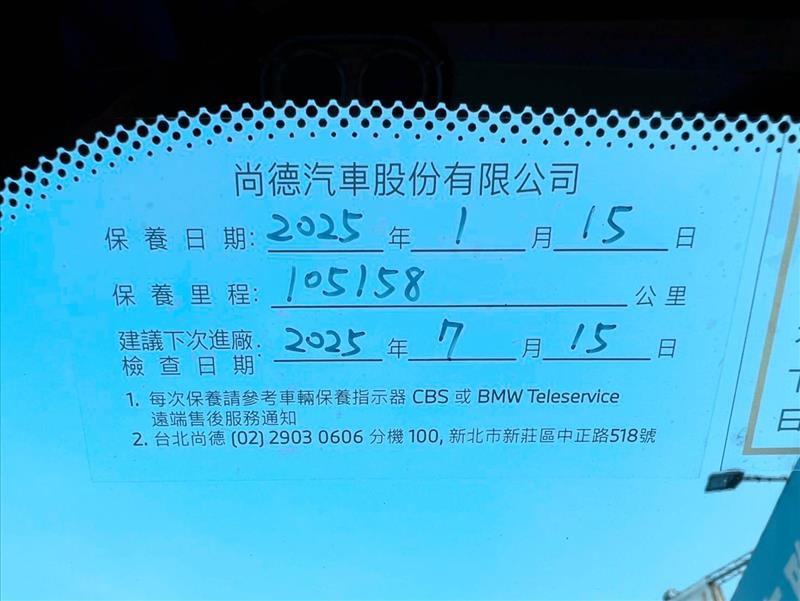 尚德汽車股份有限公司
保養日期: 2025 年 1 月 15 日
保養里程: 105158 公里
建議下次進廠
檢查日期: 2025 年 7 月 15 日
1. 每次保養請參考車輛保養指示器 CBS 或 BMW Teleservice
遠端售後服務通知
2. 台北尚德 (02) 2903 0606 分機 100, 新北市新莊區中正路518號